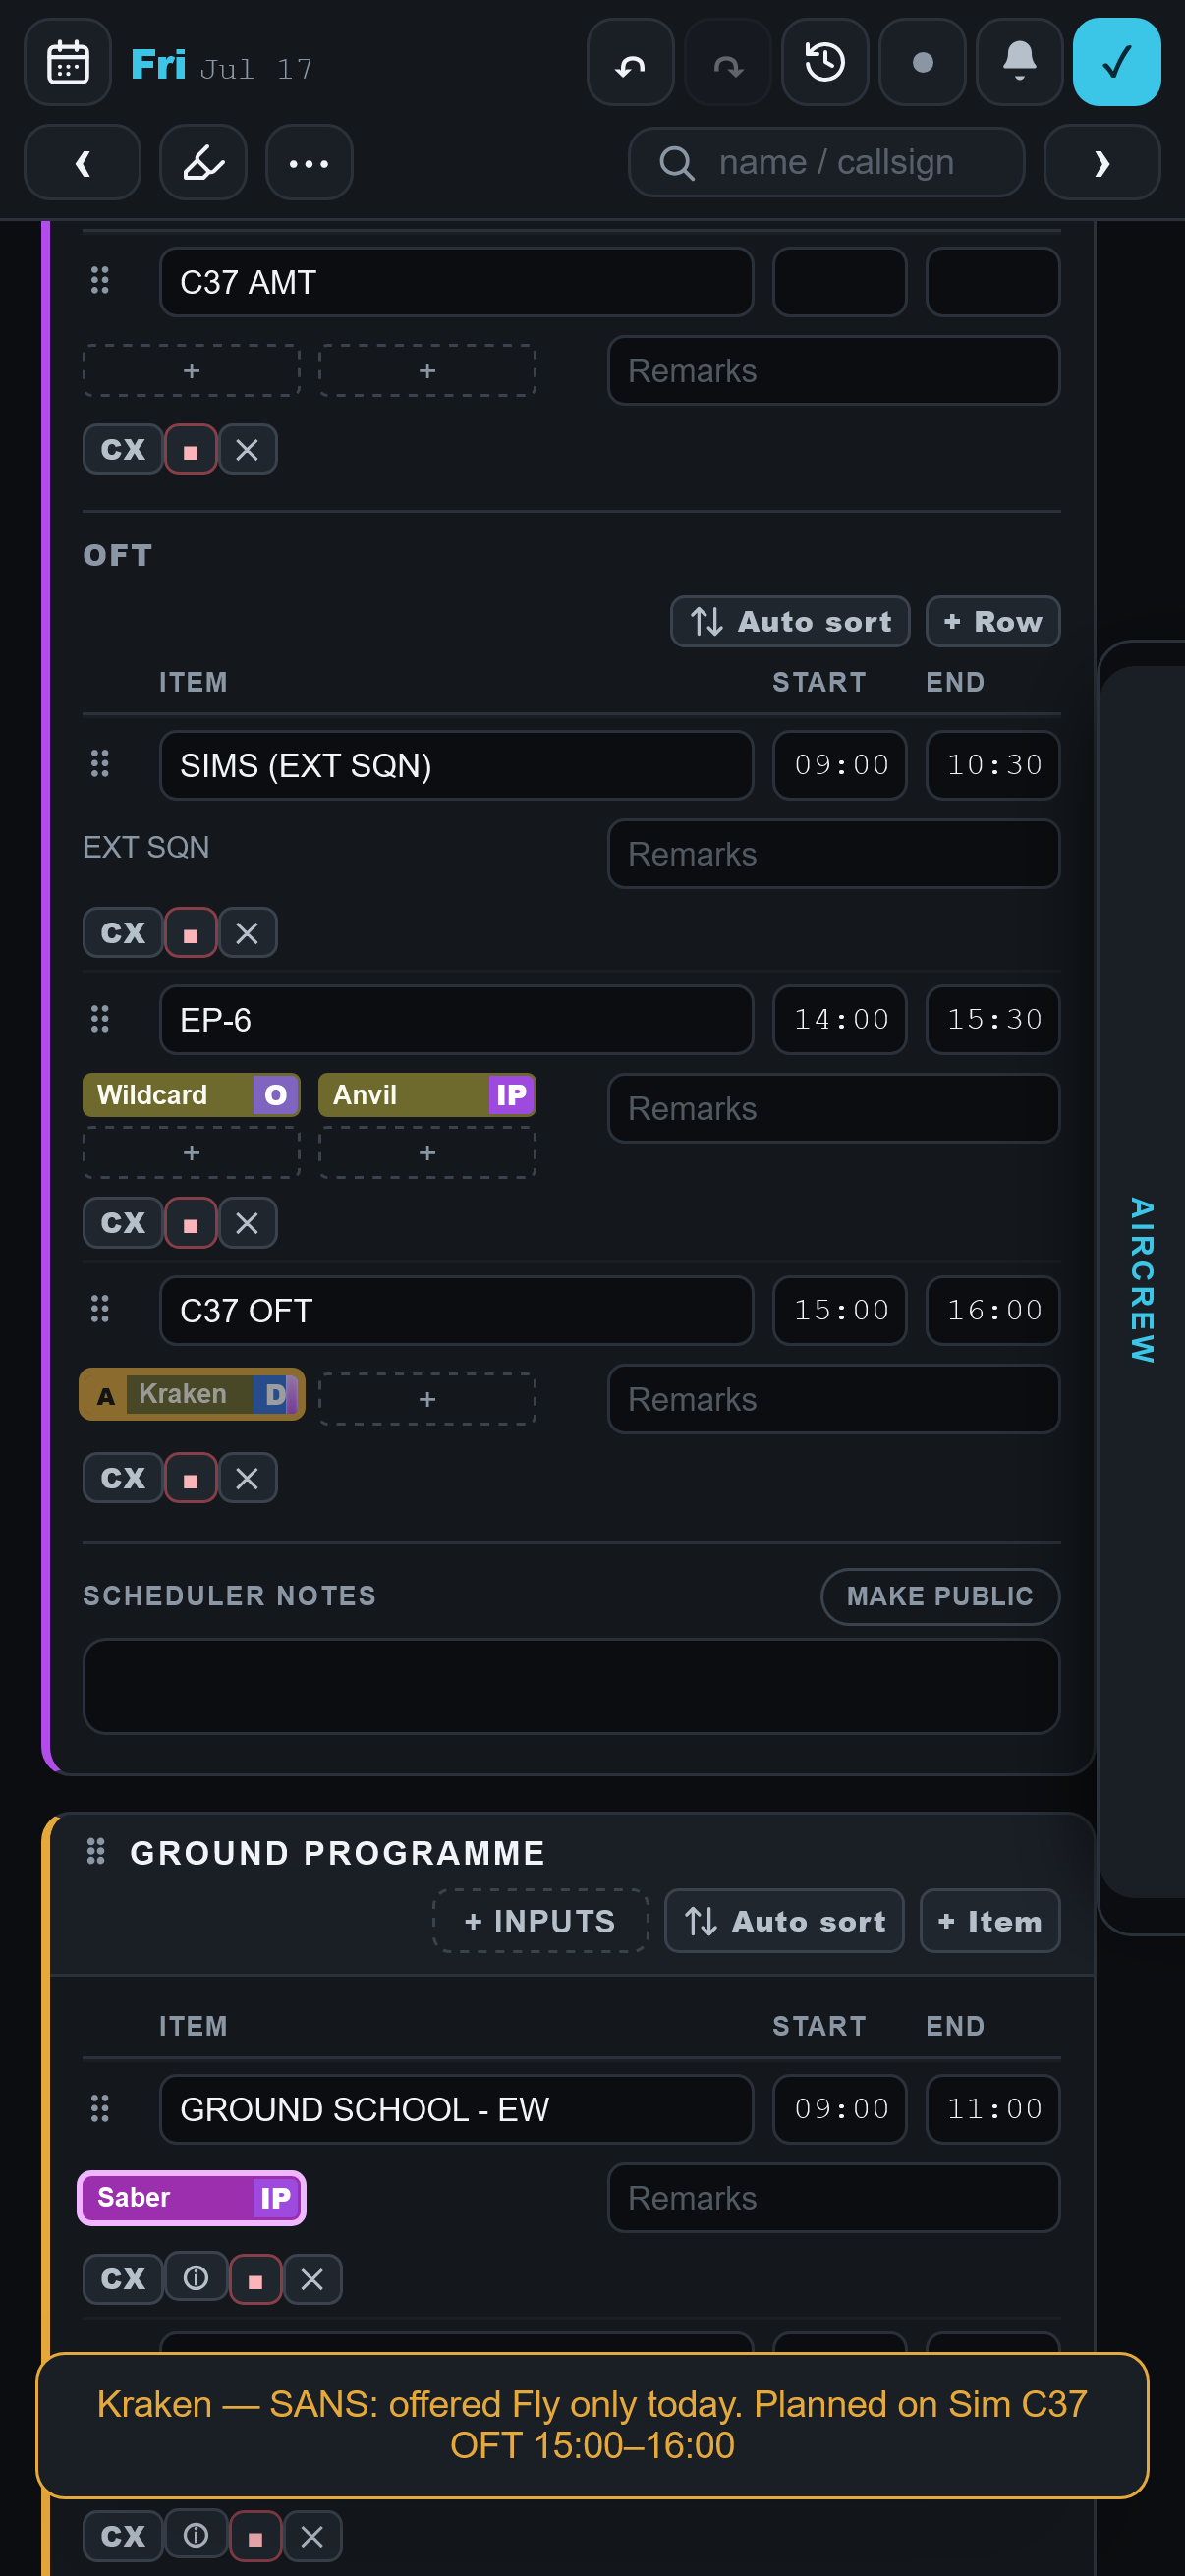 Fri Jul 17
name / callsign
C37 AMT
+ + Remarks
CX
OFT
Auto sort + Row
ITEM START END
SIMS (EXT SQN) 09:00 10:30
EXT SQN Remarks
CX
EP-6 14:00 15:30
Wildcard O Anvil IP Remarks
+ +
CX
C37 OFT 15:00 16:00
A Kraken D + Remarks
CX
SCHEDULER NOTES MAKE PUBLIC
AIRCREW
GROUND PROGRAMME
+ INPUTS Auto sort + Item
ITEM START END
GROUND SCHOOL - EW 09:00 11:00
Saber IP Remarks
CX
Kraken — SANS: offered Fly only today. Planned on Sim C37
OFT 15:00–16:00
CX